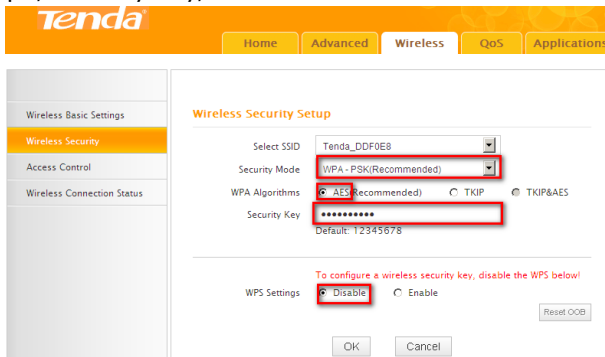 Tenda
Home Advanced Wireless QoS Applications
Wireless Basic Settings
Wireless Security
Access Control
Wireless Connection Status
Wireless Security Setup
Select SSID Tenda_DDF0E8
Security Mode WPA - PSK(Recommended)
WPA Algorithms AES(Recommended) TKIP TKIP&AES
Security Key ••••••••••
Default: 12345678
To configure a wireless security key, disable the WPS below!
WPS Settings Disable Enable
Reset OOB
OK Cancel